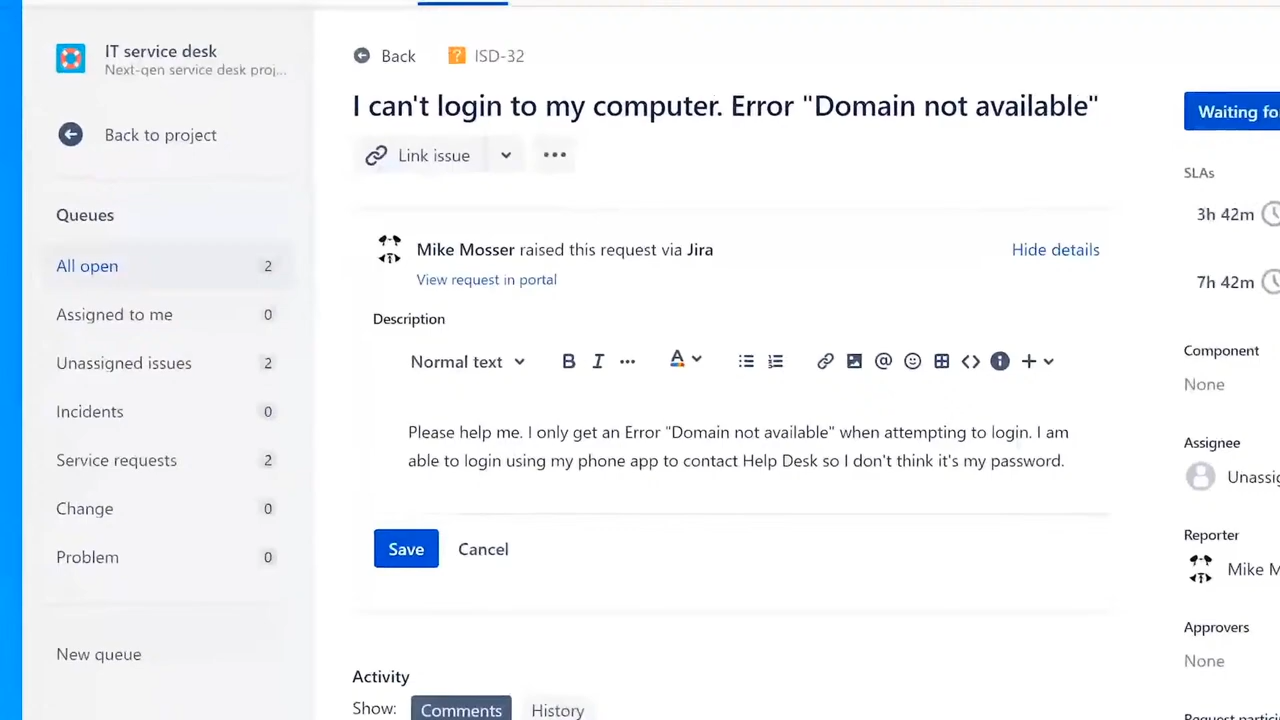 IT service desk
Next-gen service desk proj...
Back to project
Queues
All open 2
Assigned to me 0
Unassigned issues 2
Incidents 0
Service requests 2
Change 0
Problem 0
New queue
Back ISD-32
I can't login to my computer. Error "Domain not available"
Link issue
Mike Mosser raised this request via Jira
Hide details
View request in portal
Description
Normal text B I
Please help me. I only get an Error "Domain not available" when attempting to login. I am
able to login using my phone app to contact Help Desk so I don't think it's my password.
Save Cancel
Activity
Show: Comments History
Waiting fo
SLAs
3h 42m
7h 42m
Component
None
Assignee
Unassig
Reporter
Mike M
Approvers
None